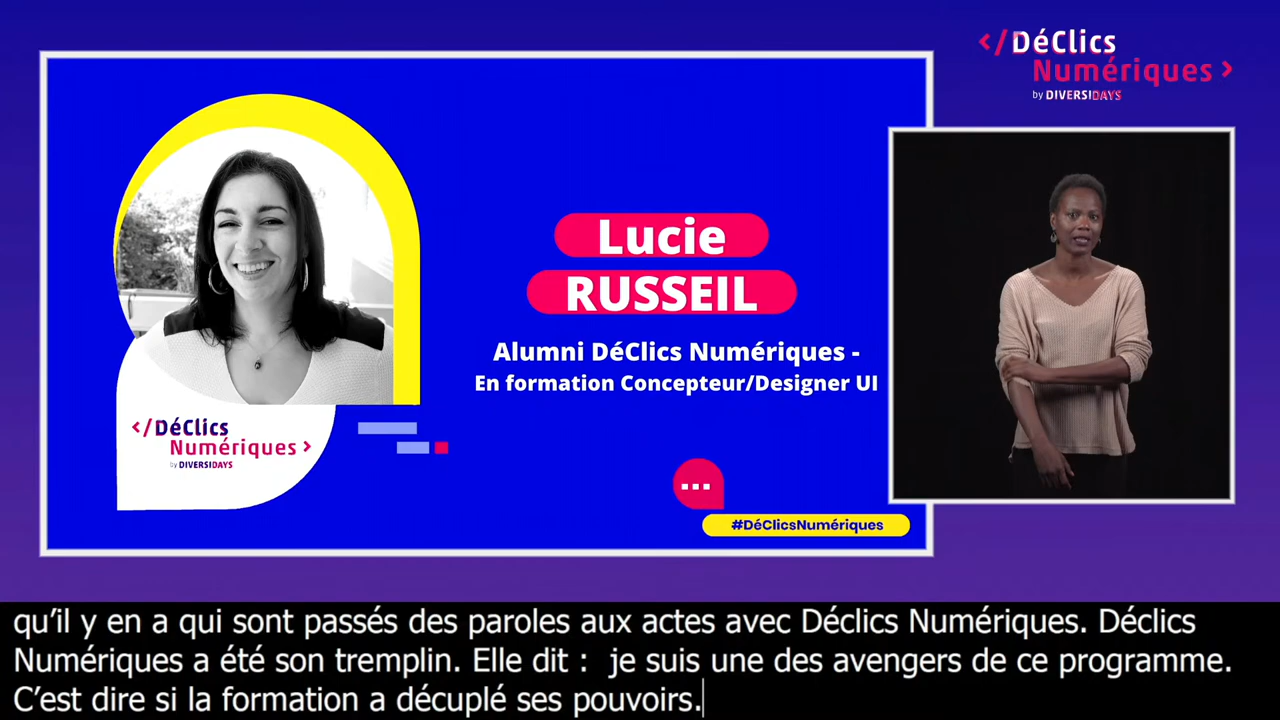 </DéClics
Numériques >
by DIVERSIDAYS
Lucie
RUSSEIL
Alumni DéClics Numériques -
En formation Concepteur/Designer UI
</DéClics
Numériques >
by DIVERSIDAYS
#DéClicsNumériques
qu’il y en a qui sont passés des paroles aux actes avec Déclics Numériques. Déclics
Numériques a été son tremplin. Elle dit :  je suis une des avengers de ce programme.
C’est dire si la formation a décuplé ses pouvoirs.